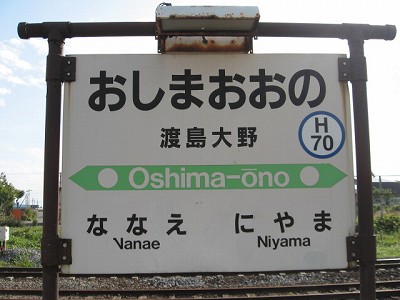 おしまおおの
渡島大野
H
70
Oshima-ōno
ななえ にやま
Nanae Niyama